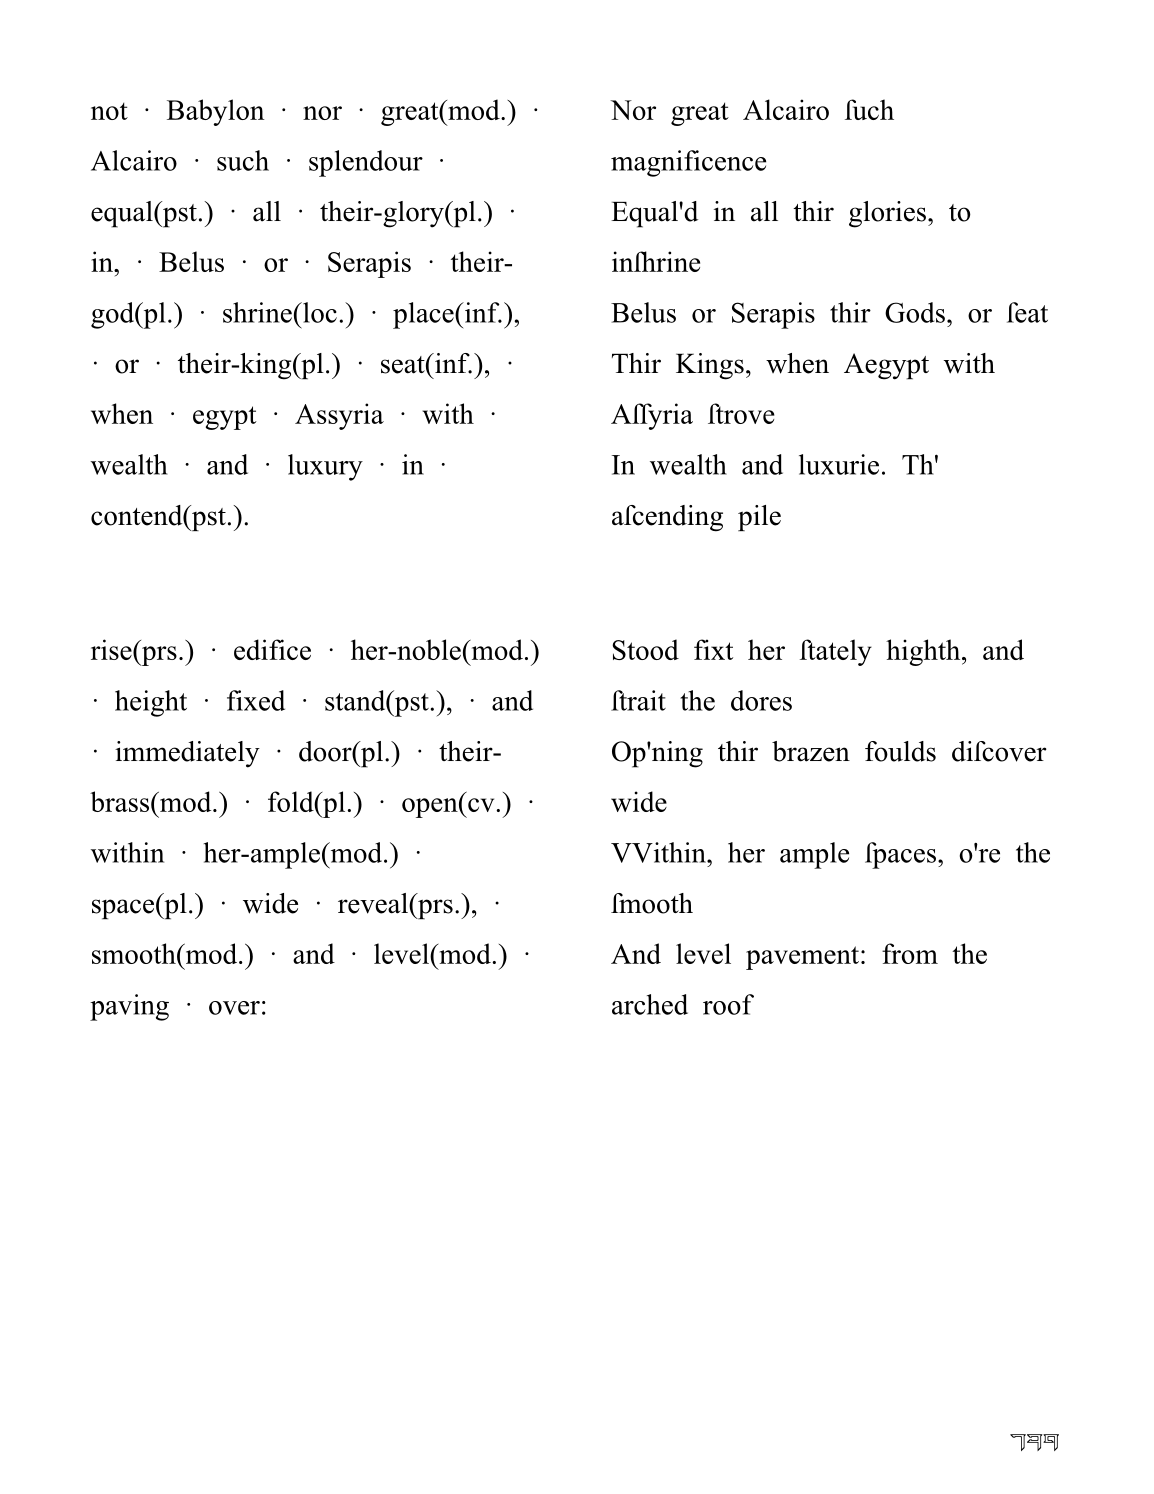 not · Babylon · nor · great(mod.) ·
Alcairo · such · splendour ·
equal(pst.) · all · their-glory(pl.) ·
in, · Belus · or · Serapis · their-
god(pl.) · shrine(loc.) · place(inf.),
· or · their-king(pl.) · seat(inf.), ·
when · egypt · Assyria · with ·
wealth · and · luxury · in ·
contend(pst.).
rise(prs.) · edifice · her-noble(mod.)
· height · fixed · stand(pst.), · and
· immediately · door(pl.) · their-
brass(mod.) · fold(pl.) · open(cv.) ·
within · her-ample(mod.) ·
space(pl.) · wide · reveal(prs.), ·
smooth(mod.) · and · level(mod.) ·
paving · over:
Nor great Alcairo ſuch
magnificence
Equal'd in all thir glories, to
inſhrine
Belus or Serapis thir Gods, or ſeat
Thir Kings, when Aegypt with
Aſſyria ſtrove
In wealth and luxurie. Th'
aſcending pile
Stood fixt her ſtately highth, and
ſtrait the dores
Op'ning thir brazen foulds diſcover
wide
VVithin, her ample ſpaces, o're the
ſmooth
And level pavement: from the
arched roof